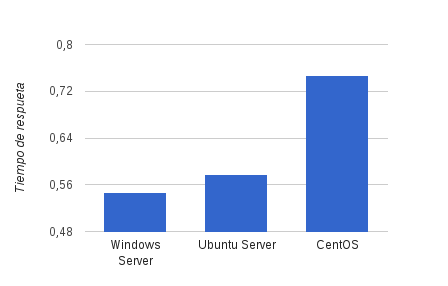 0,8
0,72
0,64
0,56
0,48
Tiempo de respueta
Windows
Server
Ubuntu Server
CentOS